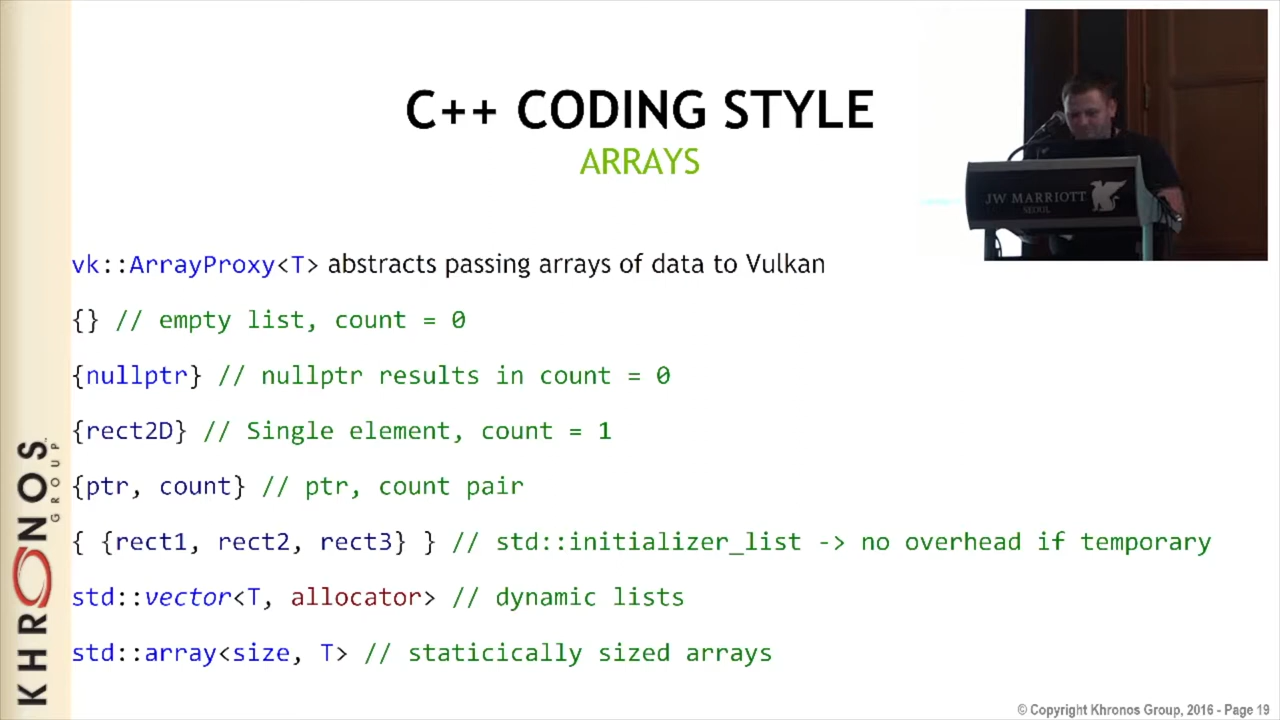 C++ CODING STYLE
ARRAYS
JW MARRIOTT
SEOUL
vk::ArrayProxy<T> abstracts passing arrays of data to Vulkan
{} // empty list, count = 0
{nullptr} // nullptr results in count = 0
{rect2D} // Single element, count = 1
{ptr, count} // ptr, count pair
{ {rect1, rect2, rect3} } // std::initializer_list -> no overhead if temporary
std::vector<T, allocator> // dynamic lists
std::array<size, T> // staticically sized arrays
KHRONOS
GROUP
© Copyright Khronos Group, 2016 - Page 19